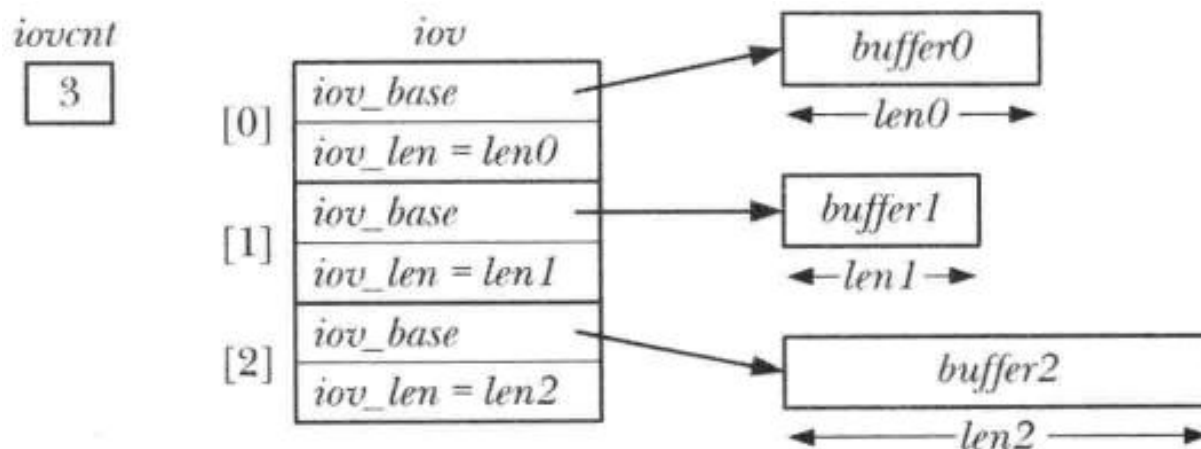 iovcnt
3
iov
[0]
iov_base
iov_len = len0
[1]
iov_base
iov_len = len1
[2]
iov_base
iov_len = len2
buffer0
len0
buffer1
len1
buffer2
len2